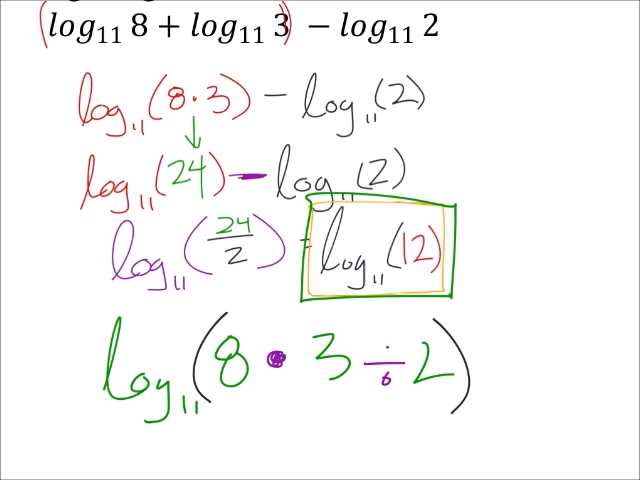 (log₁₁ 8 + log₁₁ 3) − log₁₁ 2
log₁₁(8·3) − log₁₁(2)
↓
log₁₁(24) − log₁₁(2)
log₁₁(24/2) = log₁₁(12)
log₁₁(8 • 3 ÷ 2)